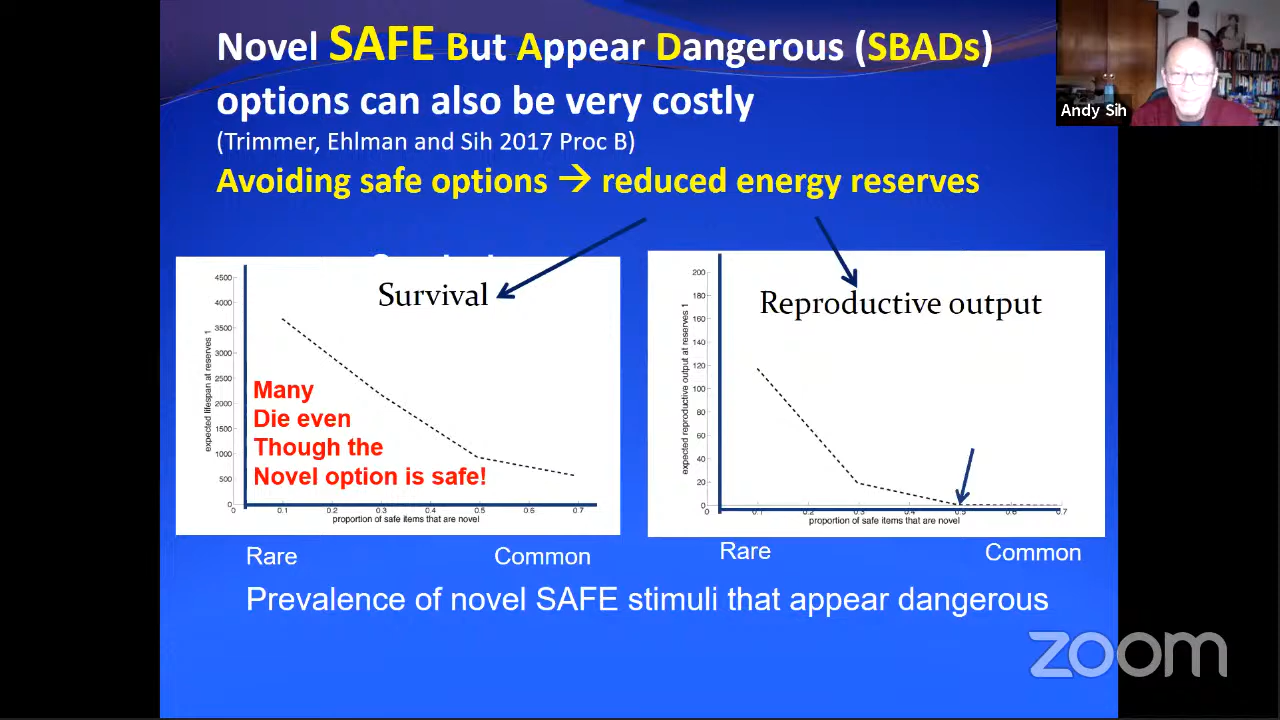 Novel SAFE But Appear Dangerous (SBADs)
options can also be very costly
(Trimmer, Ehlman and Sih 2017 Proc B)
Avoiding safe options → reduced energy reserves
Andy Sih
Survival
expected lifespan at reserves 1
4500
4000
3500
3000
2500
2000
1500
1000
500
0
Many
Die even
Though the
Novel option is safe!
0 0.1 0.2 0.3 0.4 0.5 0.6 0.7
proportion of safe items that are novel
Rare Common
Reproductive output
expected reproductive output at reserves 1
200
180
160
140
120
100
80
60
40
20
0
0 0.1 0.2 0.3 0.4 0.5 0.6 0.7
proportion of safe items that are novel
Rare Common
Prevalence of novel SAFE stimuli that appear dangerous
zoom